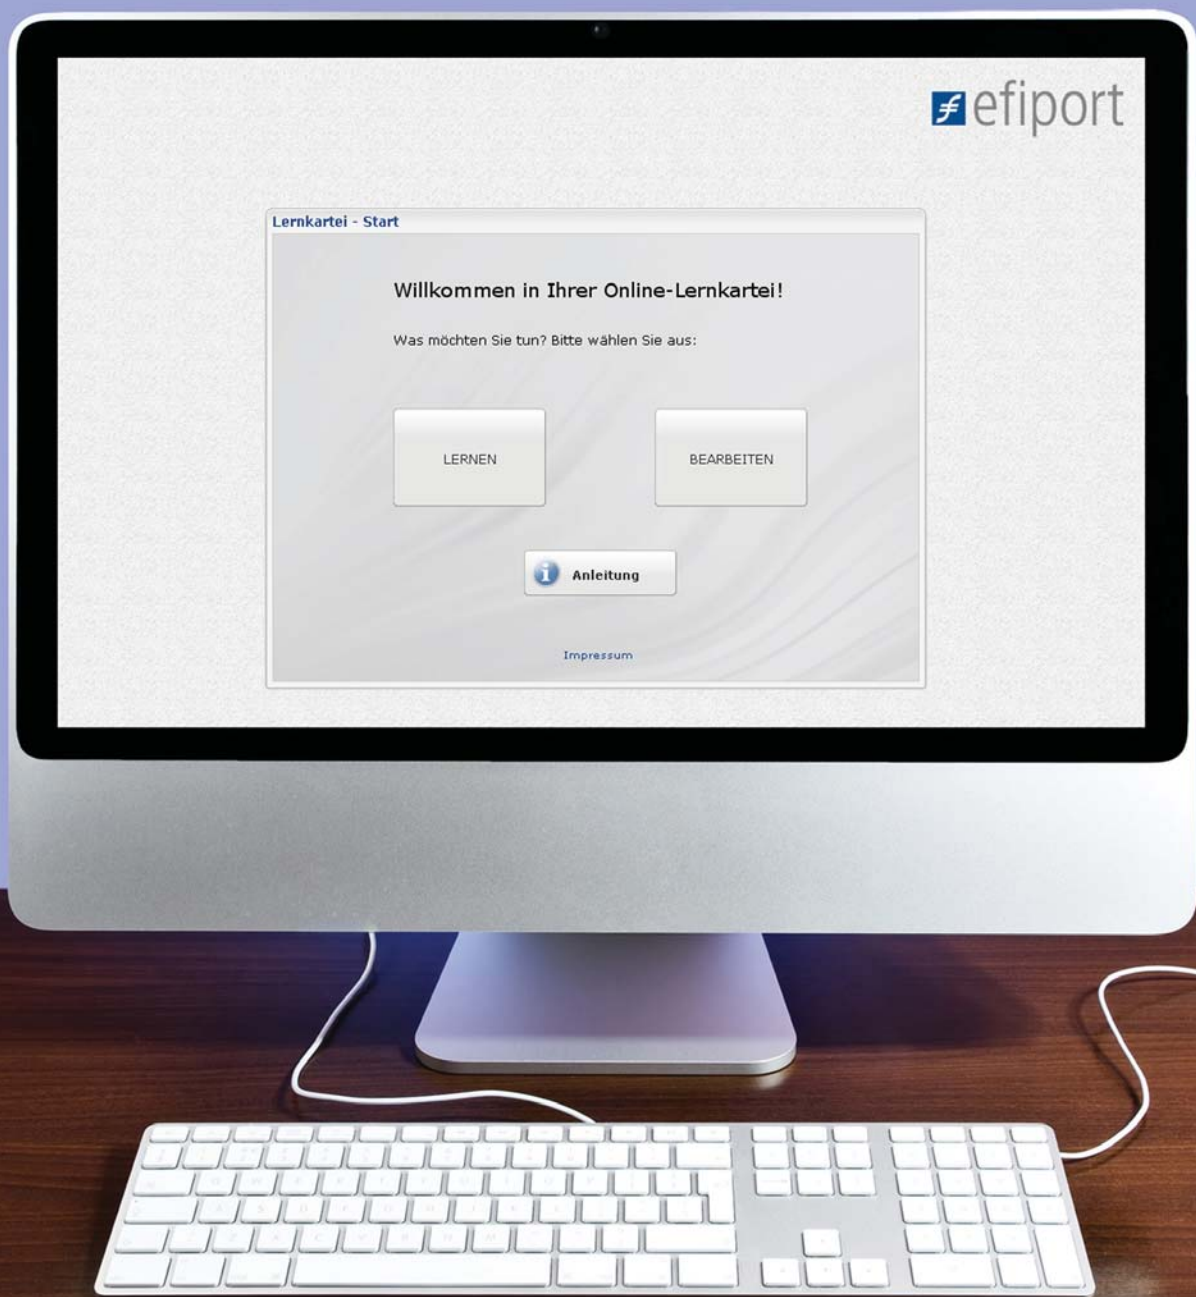 efiport
Lernkartei - Start
Willkommen in Ihrer Online-Lernkartei!
Was möchten Sie tun? Bitte wählen Sie aus:
LERNEN
BEARBEITEN
Anleitung
Impressum